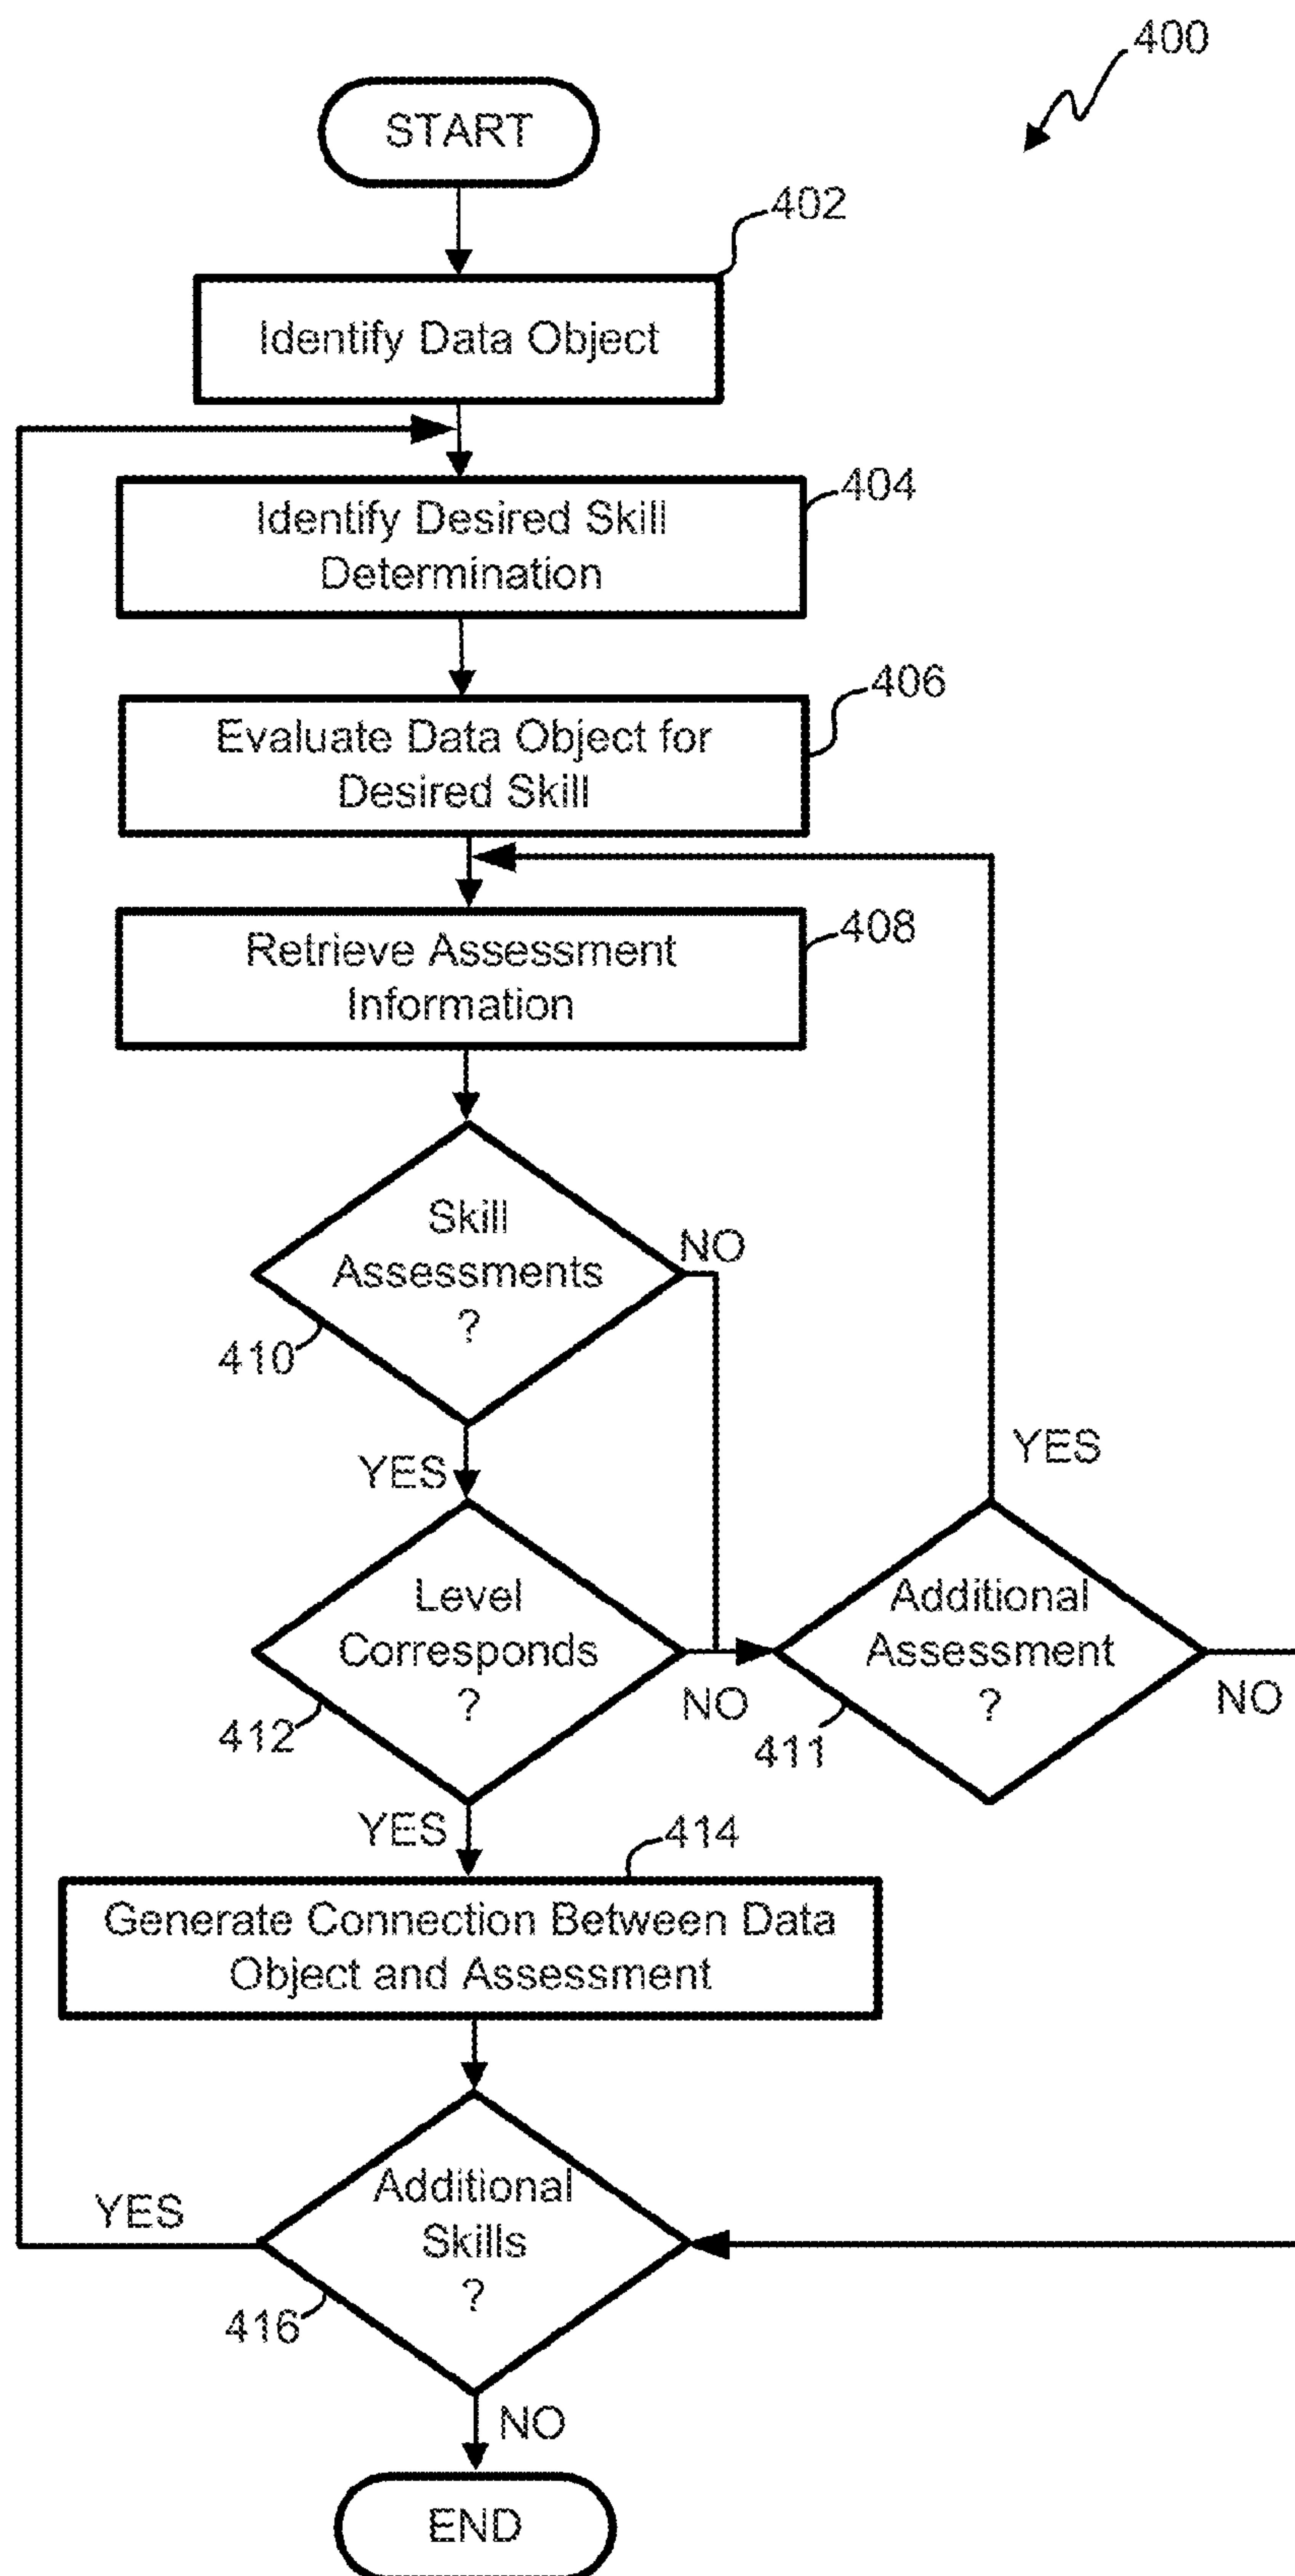 400
START
402
Identify Data Object
404
Identify Desired Skill
Determination
406
Evaluate Data Object for
Desired Skill
408
Retrieve Assessment
Information
Skill
Assessments
?
NO
410
YES
YES
Level
Corresponds
?
NO
412
Additional
Assessment
?
NO
411
YES
414
Generate Connection Between Data
Object and Assessment
Additional
Skills
?
YES
416
NO
END